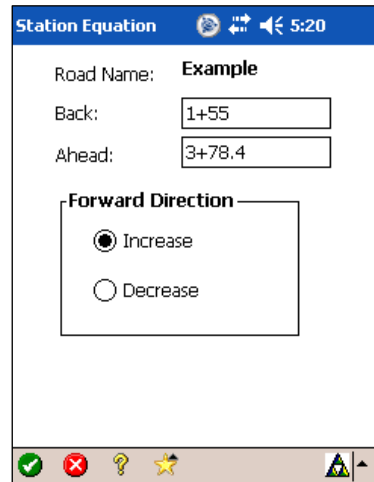 Station Equation 5:20
Road Name: Example
Back: 1+55
Ahead: 3+78.4
Forward Direction
Increase
Decrease